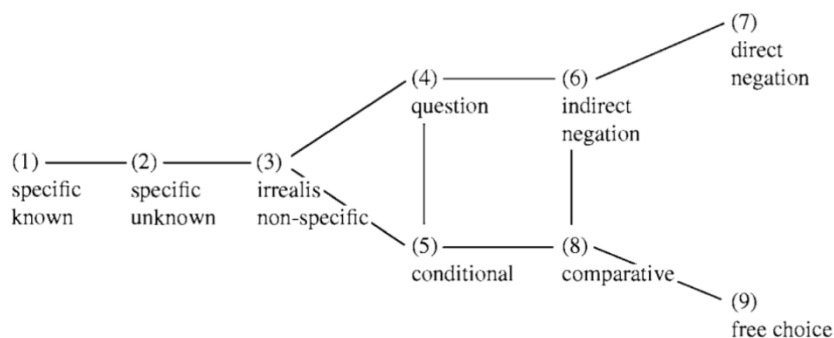 (7)
direct
negation
(4)
question
(6)
indirect
negation
(1)
specific
known
(2)
specific
unknown
(3)
irrealis
non-specific
(5)
conditional
(8)
comparative
(9)
free choice